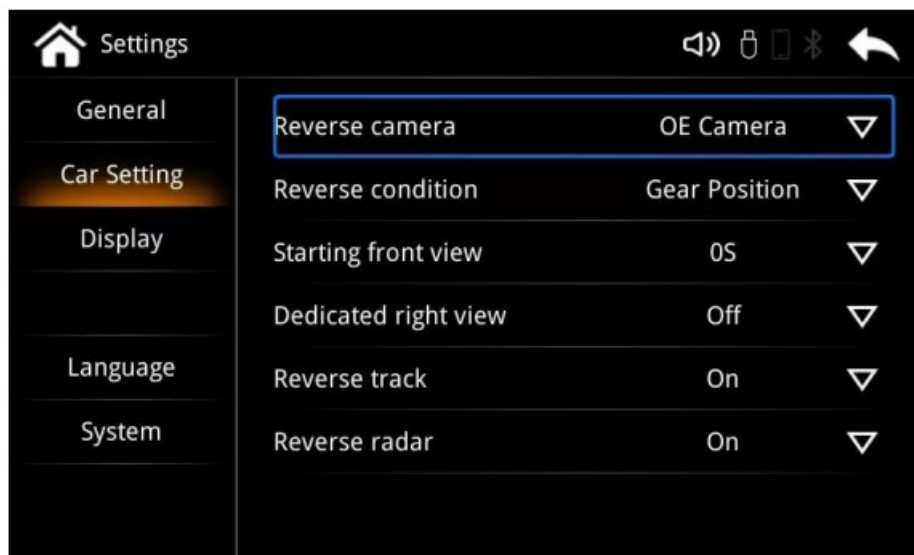 Settings
General
Car Setting
Display
Language
System
Reverse camera OE Camera
Reverse condition Gear Position
Starting front view 0S
Dedicated right view Off
Reverse track On
Reverse radar On